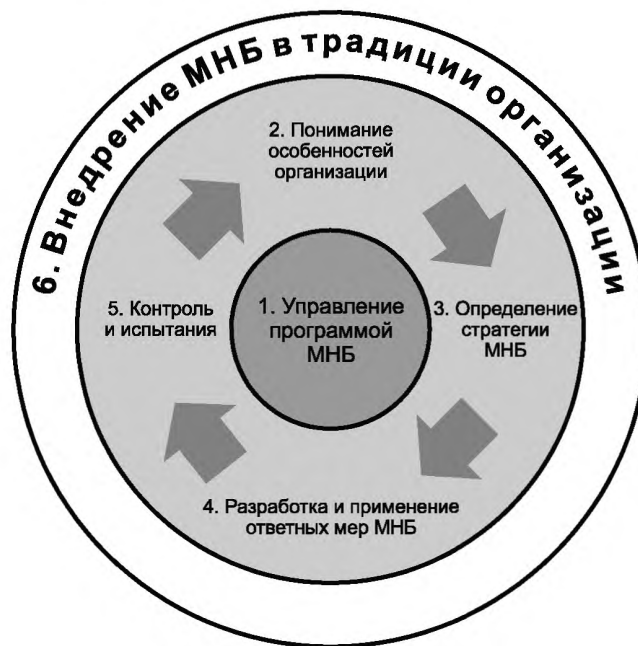 6. Внедрение МНБ в традиции организации
2. Понимание
особенностей
организации
1. Управление
программой
МНБ
3. Определение
стратегии
МНБ
4. Разработка и применение
ответных мер МНБ
5. Контроль
и испытания